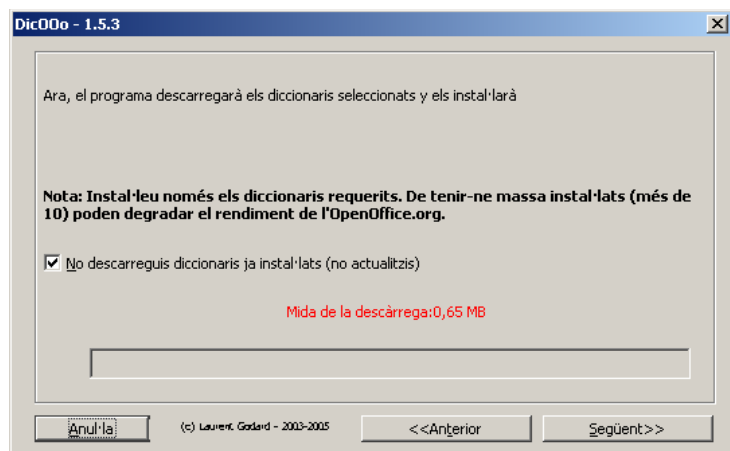 DicOOo - 1.5.3
Ara, el programa descarregarà els diccionaris seleccionats y els instal·larà
Nota: Instal·leu només els diccionaris requerits. De tenir-ne massa instal·lats (més de
10) poden degradar el rendiment de l'OpenOffice.org.
No descarreguis diccionaris ja instal·lats (no actualitzis)
Mida de la descàrrega:0,65 MB
Anul·la
(c) Laurent Godard - 2003-2005
<<Anterior
Següent>>